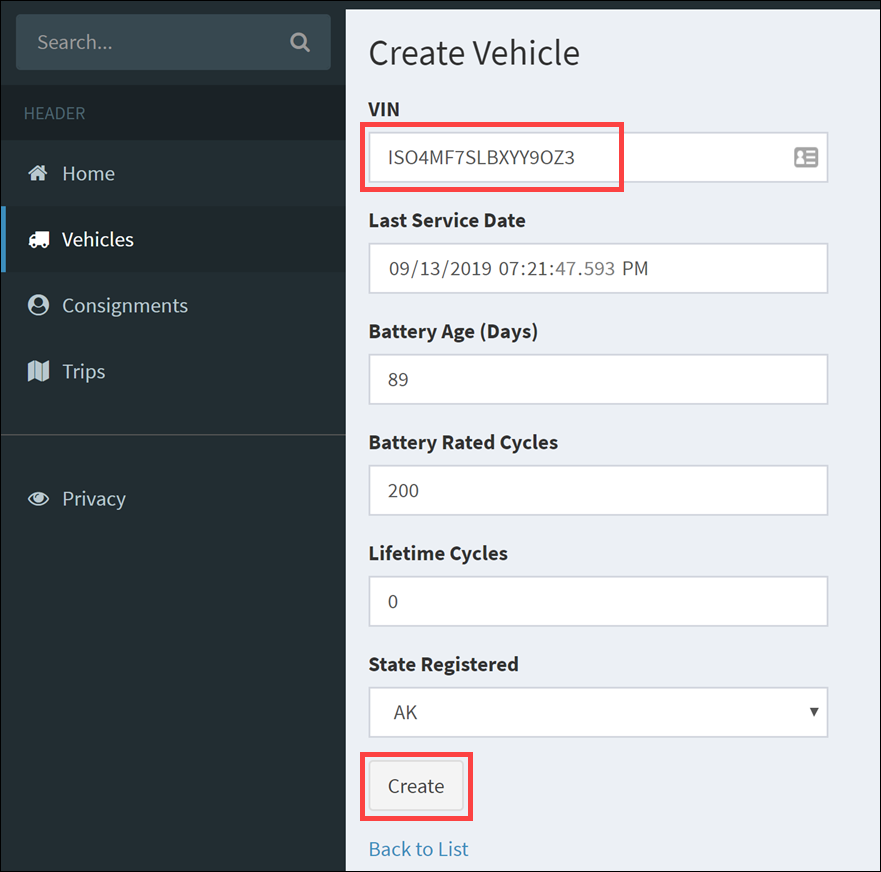 Search...
HEADER
Home
Vehicles
Consignments
Trips
Privacy
Create Vehicle
VIN
ISO4MF7SLBXYY9OZ3
Last Service Date
09/13/2019 07:21:47.593 PM
Battery Age (Days)
89
Battery Rated Cycles
200
Lifetime Cycles
0
State Registered
AK
Create
Back to List